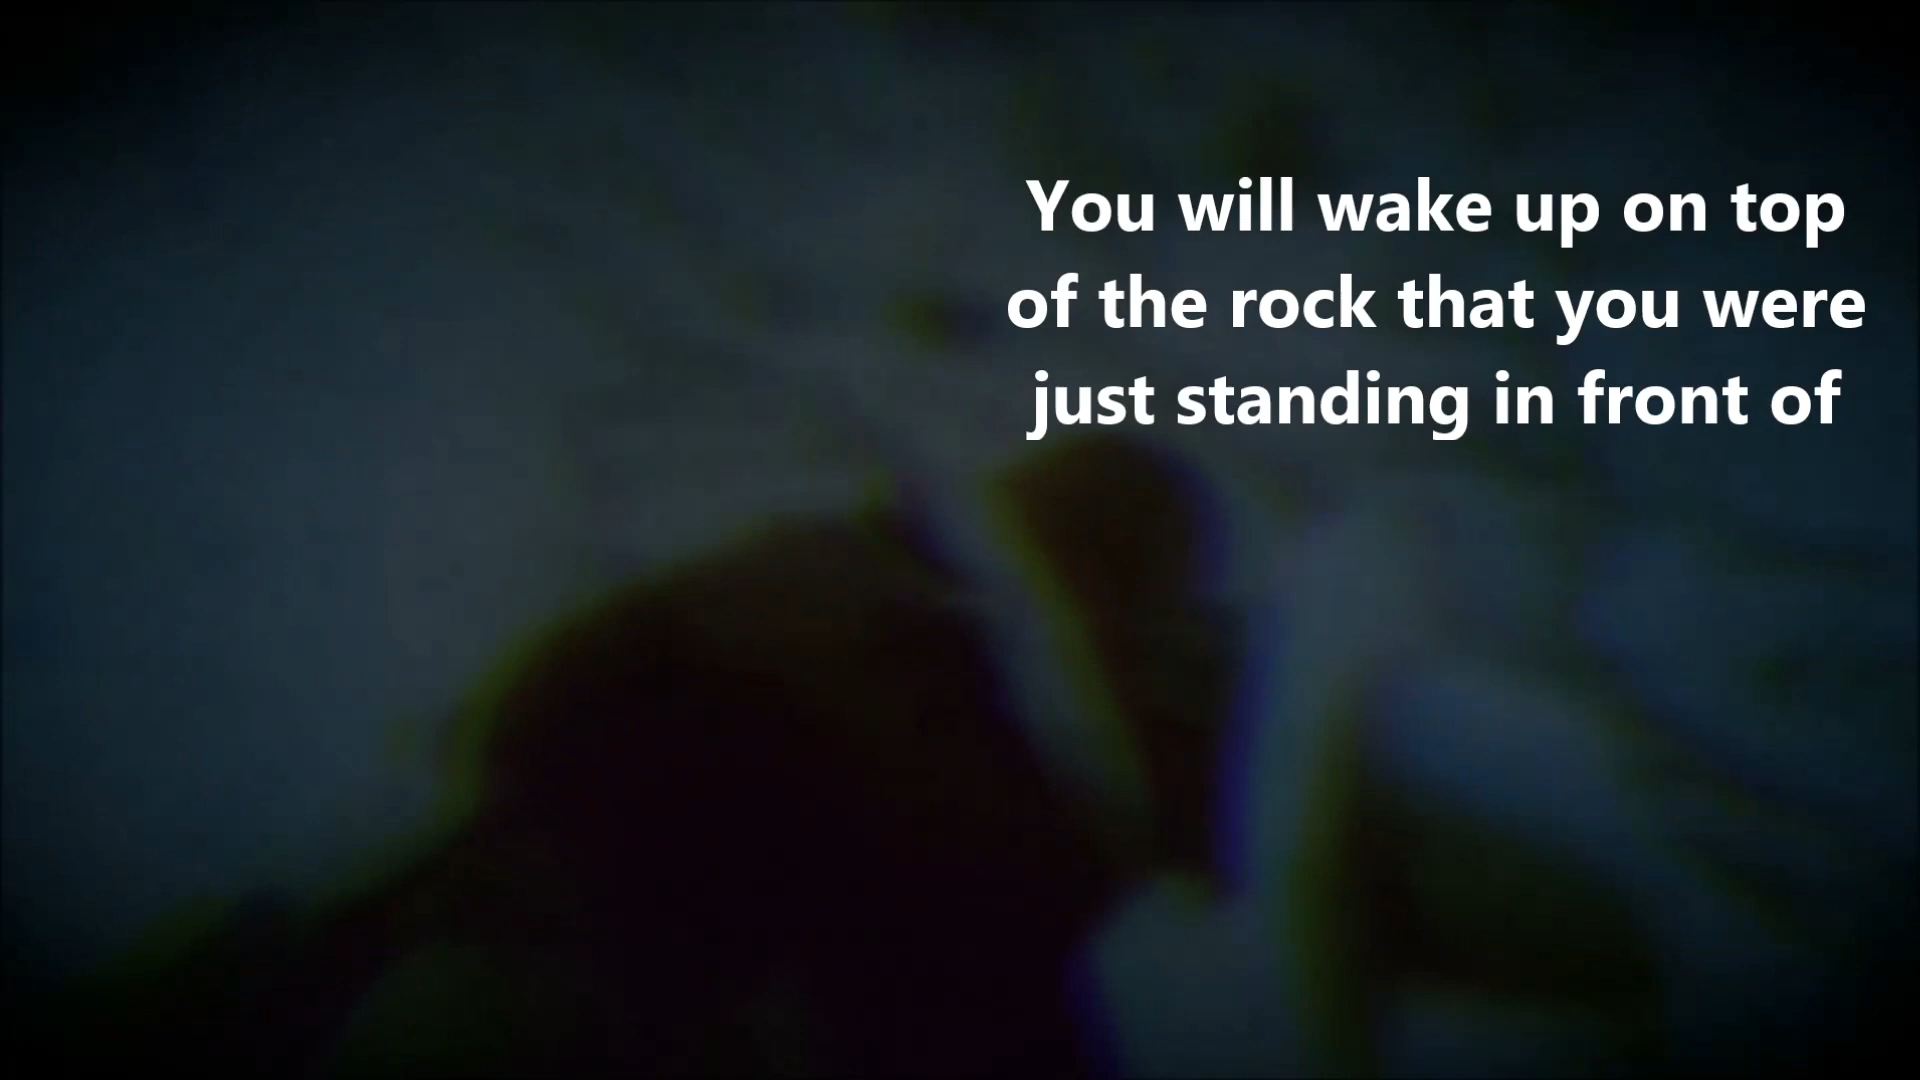 You will wake up on top
of the rock that you were
just standing in front of